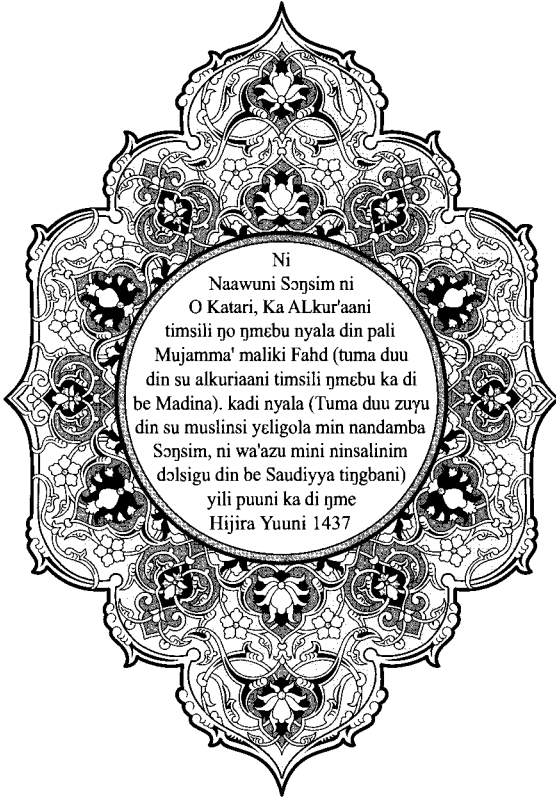 Ni
Naawuni Sɔŋsim ni
O Katari, Ka ALkur'aani
timsili ŋo ŋmɛbu nyala din pali
Mujamma' maliki Fahd (tuma duu
din su alkuriaani timsili ŋmɛbu ka di
be Madina). kadi nyala (Tuma duu zuɣu
din su muslinsi yɛligola min nandamba
Sɔŋsim, ni wa'azu mini ninsalinim
dɔlsigu din be Saudiyya tiŋgbani)
yili puuni ka di ŋme
Hijira Yuuni 1437